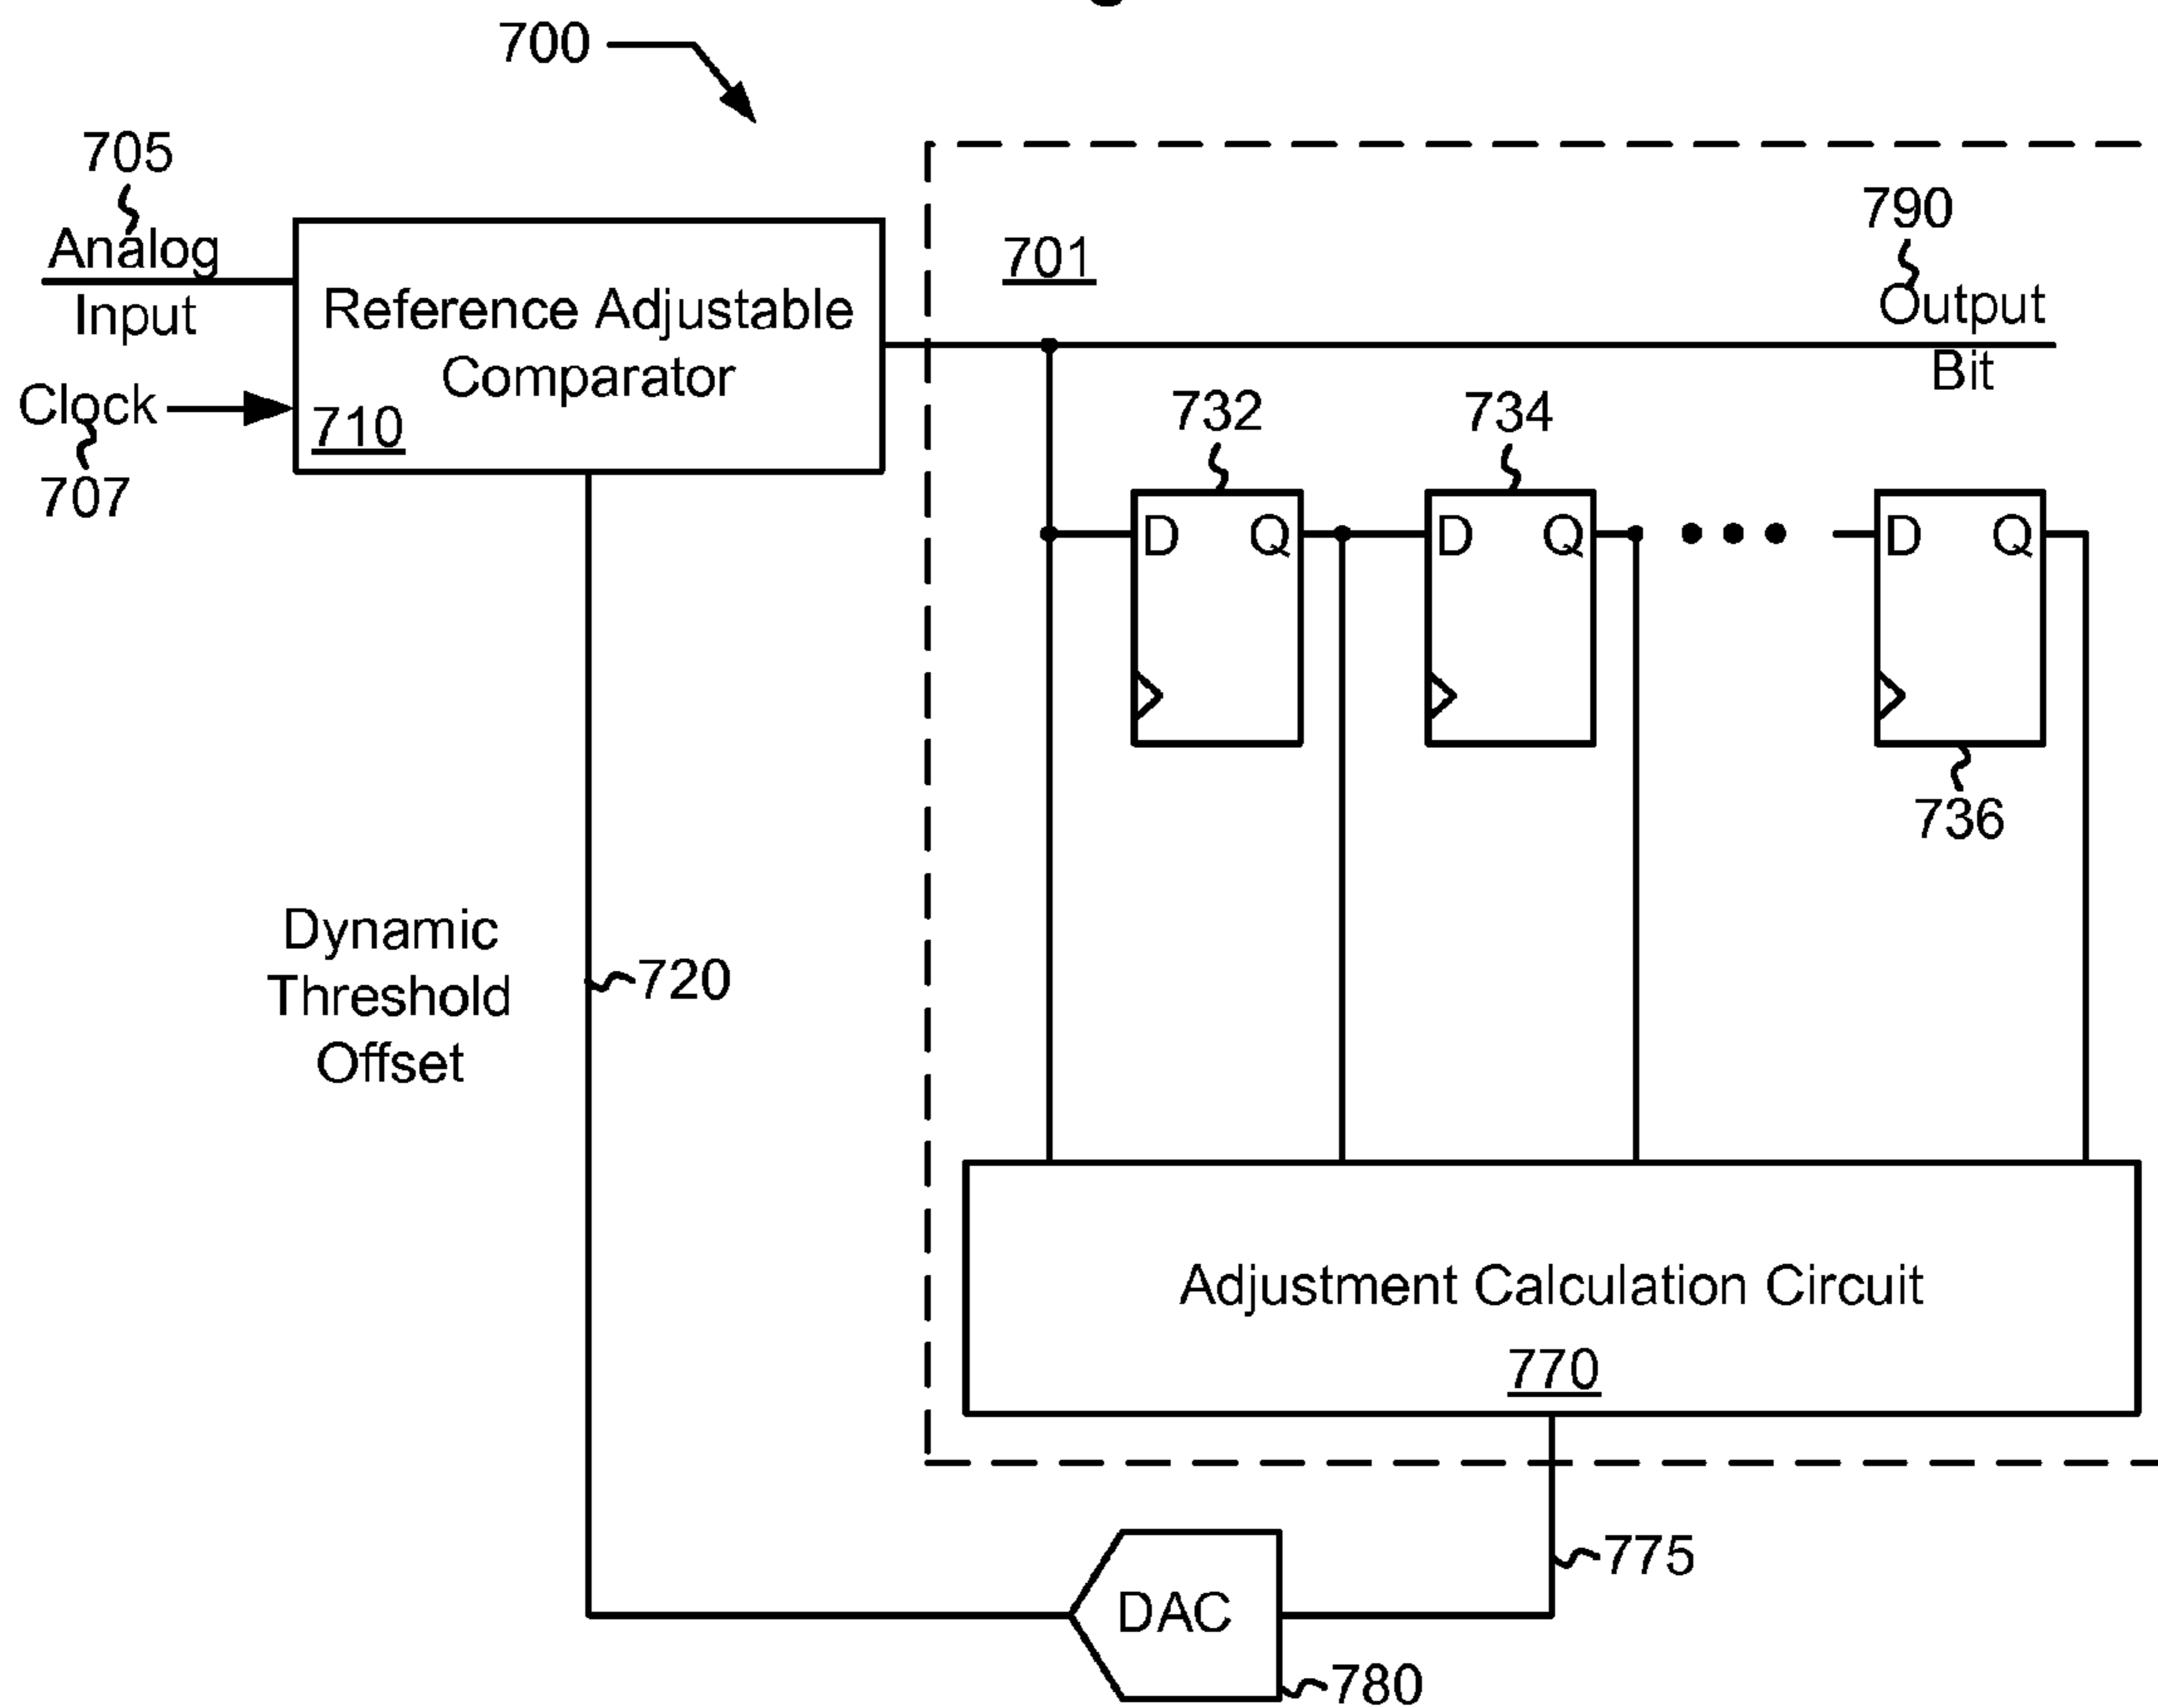 700
705
Analog
Input
Clock
707
Reference Adjustable
Comparator
710
701
790
Output
Bit
732
734
D Q
D Q
D Q
736
Dynamic
Threshold
Offset
720
Adjustment Calculation Circuit
770
775
DAC
780